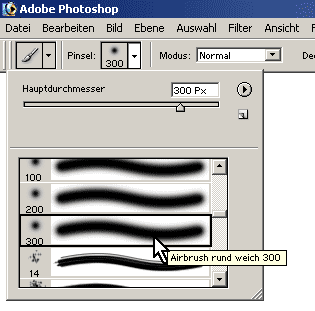 Adobe Photoshop
Datei Bearbeiten Bild Ebene Auswahl Filter Ansicht
Pinsel: 300 Modus: Normal
Hauptdurchmesser 300 Px
100
200
300
Airbrush rund weich 300
14